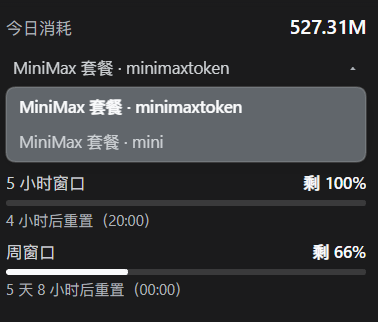 今日消耗 527.31M
MiniMax 套餐 · minimaxtoken
MiniMax 套餐 · minimaxtoken
MiniMax 套餐 · mini
5 小时窗口 剩 100%
4 小时后重置（20:00）
周窗口 剩 66%
5 天 8 小时后重置（00:00）